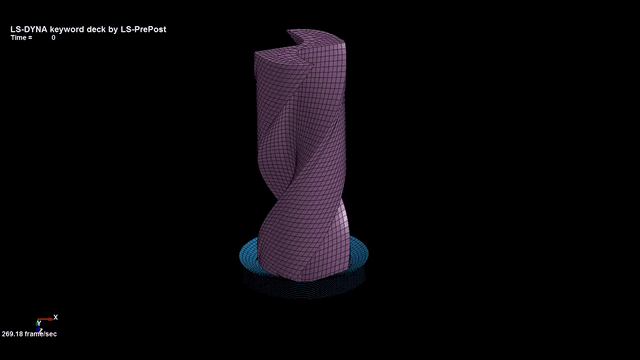 LS-DYNA keyword deck by LS-PrePost
Time = 0
X
Y
Z
269.18 frame/sec